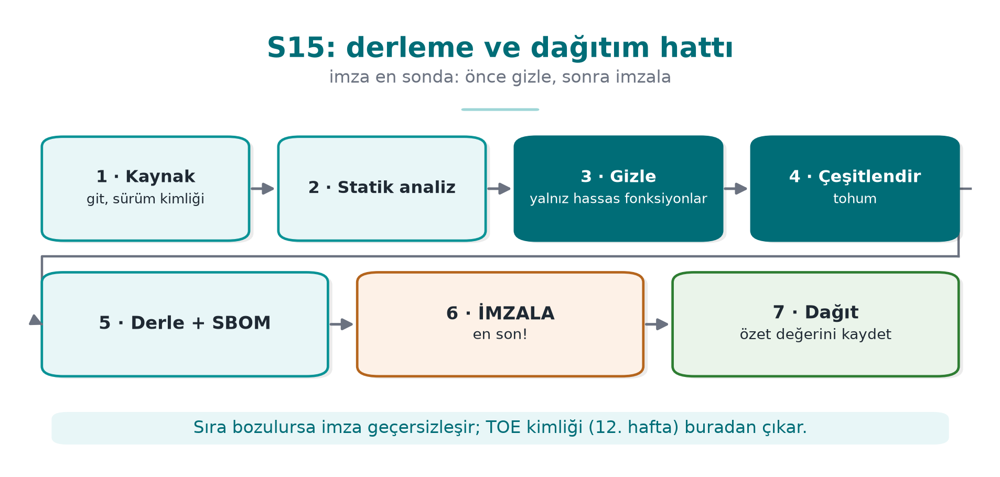 S15: derleme ve dağıtım hattı
imza en sonda: önce gizle, sonra imzala
1 · Kaynak
git, sürüm kimliği
2 · Statik analiz
3 · Gizle
yalnız hassas fonksiyonlar
4 · Çeşitlendir
tohum
5 · Derle + SBOM
6 · İMZALA
en son!
7 · Dağıt
özet değerini kaydet
Sıra bozulursa imza geçersizleşir; TOE kimliği (12. hafta) buradan çıkar.